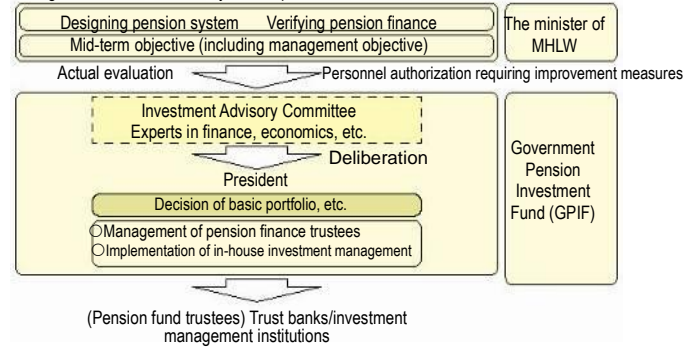 Designing pension system Verifying pension finance
Mid-term objective (including management objective)
The minister of
MHLW
Actual evaluation
Personnel authorization requiring improvement measures
Investment Advisory Committee
Experts in finance, economics, etc.
Deliberation
President
Decision of basic portfolio, etc.
○Management of pension finance trustees
○Implementation of in-house investment management
Government
Pension
Investment
Fund (GPIF)
(Pension fund trustees) Trust banks/investment
management institutions